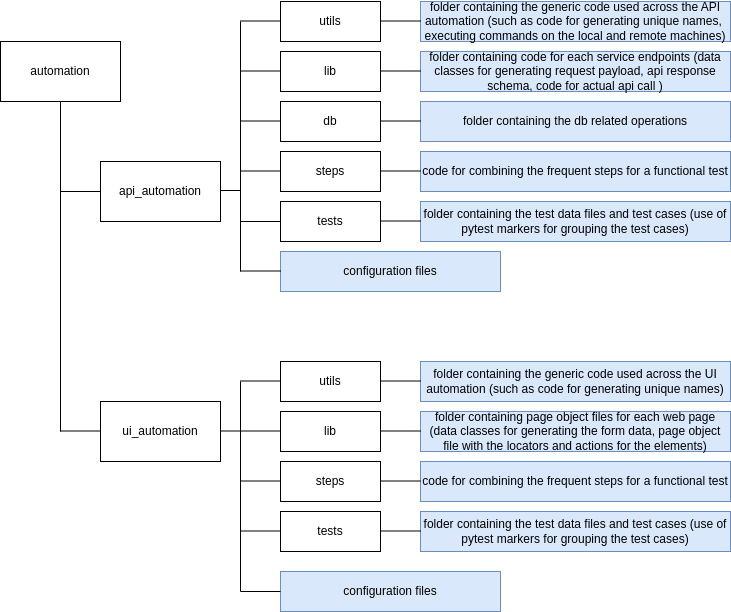 automation
api_automation
utils
folder containing the generic code used across the API
automation (such as code for generating unique names,
executing commands on the local and remote machines)
lib
folder containing code for each service endpoints (data
classes for generating request payload, api response
schema, code for actual api call )
db
folder containing the db related operations
steps
code for combining the frequent steps for a functional test
tests
folder containing the test data files and test cases (use of
pytest markers for grouping the test cases)
configuration files
ui_automation
utils
folder containing the generic code used across the UI
automation (such as code for generating unique names)
lib
folder containing page object files for each web page
(data classes for generating the form data, page object
file with the locators and actions for the elements)
steps
code for combining the frequent steps for a functional test
tests
folder containing the test data files and test cases (use of
pytest markers for grouping the test cases)
configuration files